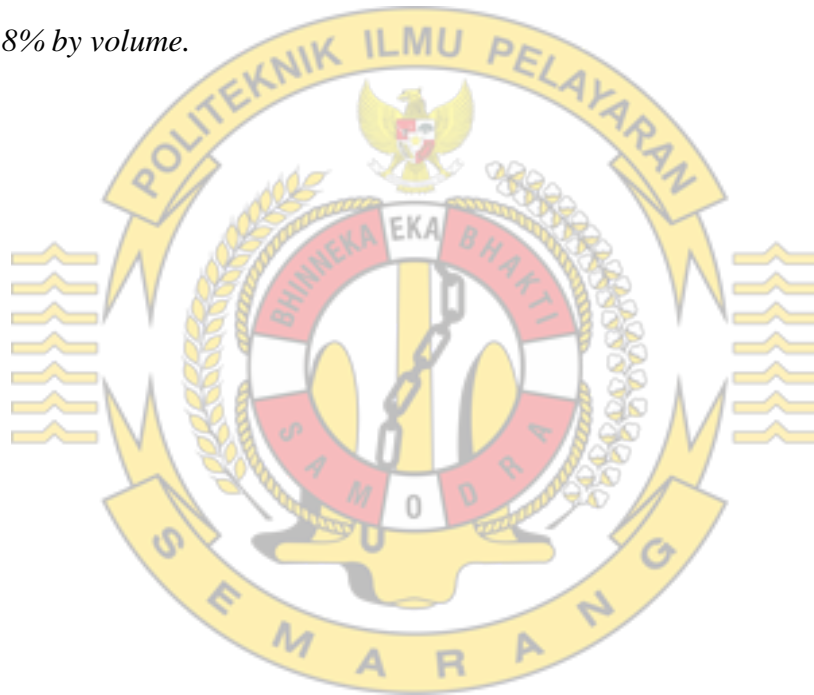 8% by volume.
POLITEKNIK ILMU PELAYARAN
BHINNEKA EKA BHAKTI
SAMODRA
SEMARANG